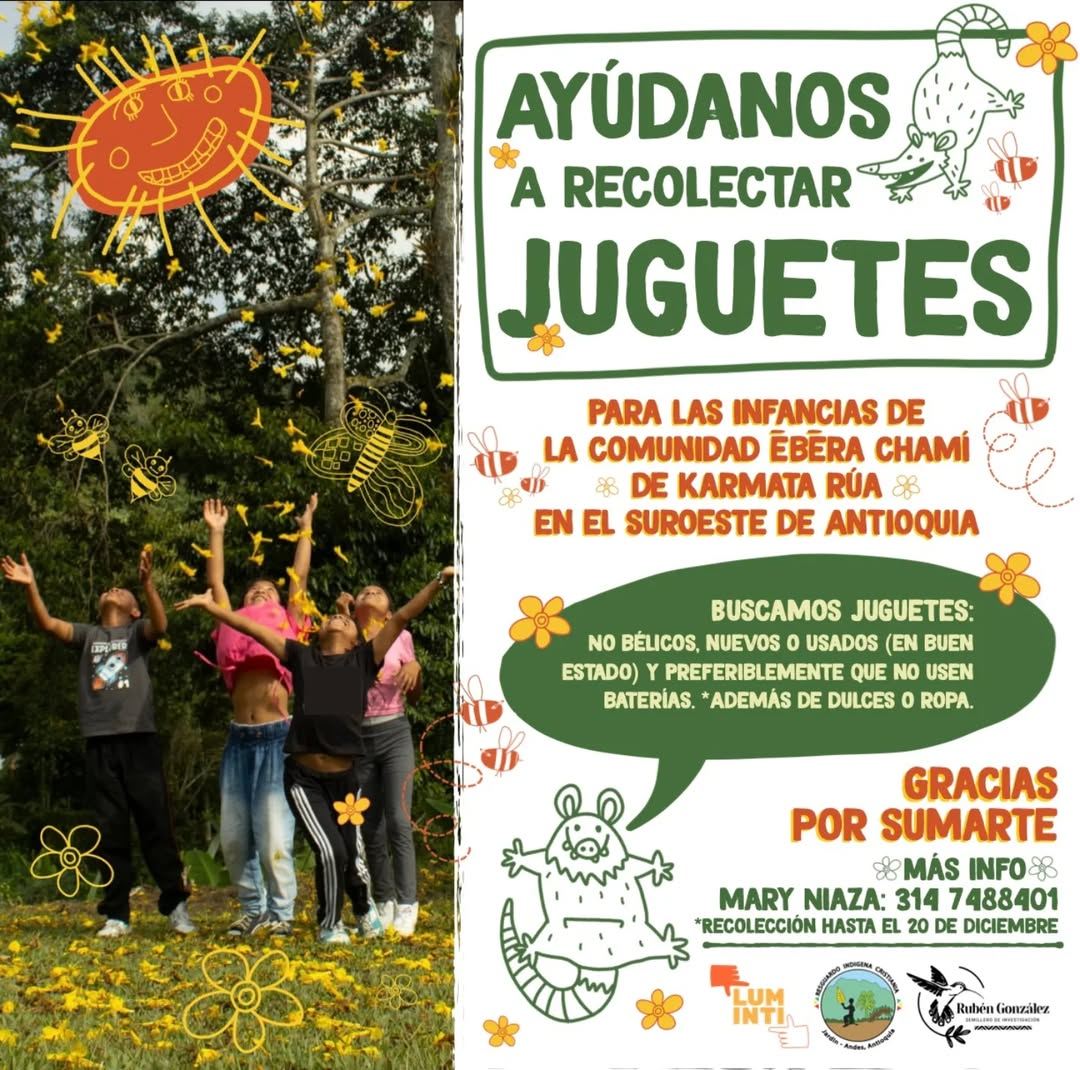 AYÚDANOS
A RECOLECTAR
JUGUETES
PARA LAS INFANCIAS DE
LA COMUNIDAD ĒBĒRA CHAMÍ
DE KARMATA RÚA
EN EL SUROESTE DE ANTIOQUIA
BUSCAMOS JUGUETES:
NO BÉLICOS, NUEVOS O USADOS (EN BUEN
ESTADO) Y PREFERIBLEMENTE QUE NO USEN
BATERÍAS. *ADEMÁS DE DULCES O ROPA.
GRACIAS
POR SUMARTE
MÁS INFO
MARY NIAZA: 314 7488401
*RECOLECCIÓN HASTA EL 20 DE DICIEMBRE
LUM
INTI
RESGUARDO INDIGENA CRISTIANIA
Jardín - Andes, Antioquia
Rubén González
SEMILLERO DE INVESTIGACIÓN